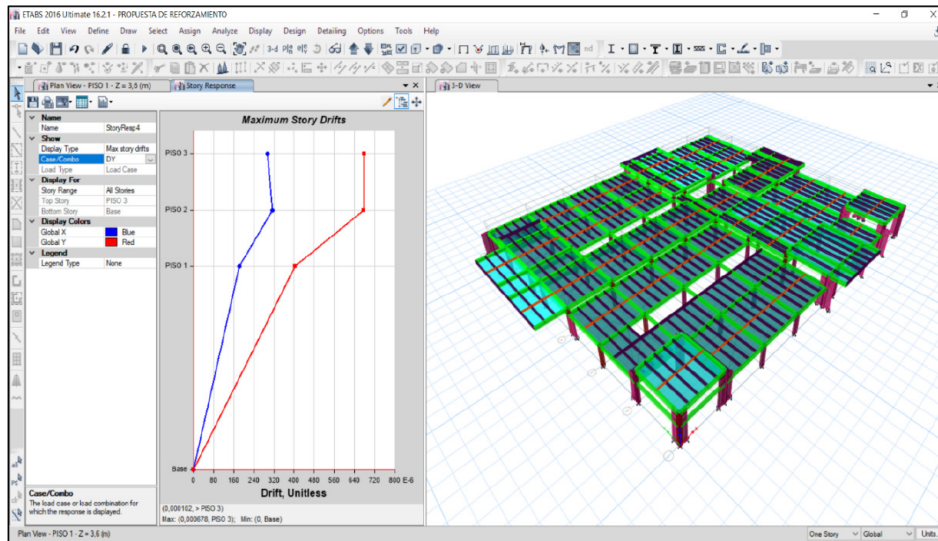 ETABS 2016 Ultimate 16.2.1 - PROPUESTA DE REFORZAMIENTO
File Edit View Define Draw Select Assign Analyze Display Design Detailing Options Tools Help
Plan View - PISO 1 - Z = 3,6 (m)
Story Response
3-D View
Name
Name StoryResp4
Show
Display Type Max story drifts
Case/Combo DY
Load Type Load Case
Display For
Story Range All Stories
Top Story PISO 3
Bottom Story Base
Display Colors
Global X Blue
Global Y Red
Legend
Legend Type None
Case/Combo
The load case or load combination for
which the response is displayed.
Maximum Story Drifts
PISO 3
PISO 2
PISO 1
Base
0 80 160 240 320 400 480 560 640 720 800 E-6
Drift, Unitless
(0,000102, > PISO 3)
Max: (0,000678, PISO 3); Min: (0, Base)
Plan View - PISO 1 - Z = 3,6 (m)
One Story Global Units...